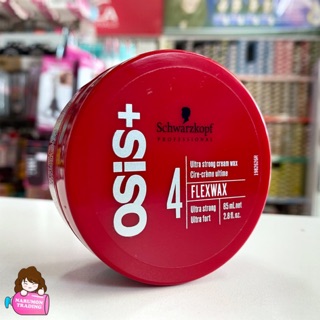 OSiS+
Schwarzkopf
PROFESSIONAL
Ultra strong cream wax
Cire-crème ultime
4
FLEXWAX
Ultra strong
Ultra fort
85 ml.net
2.8 fl.oz.
NARUMON
TRADING